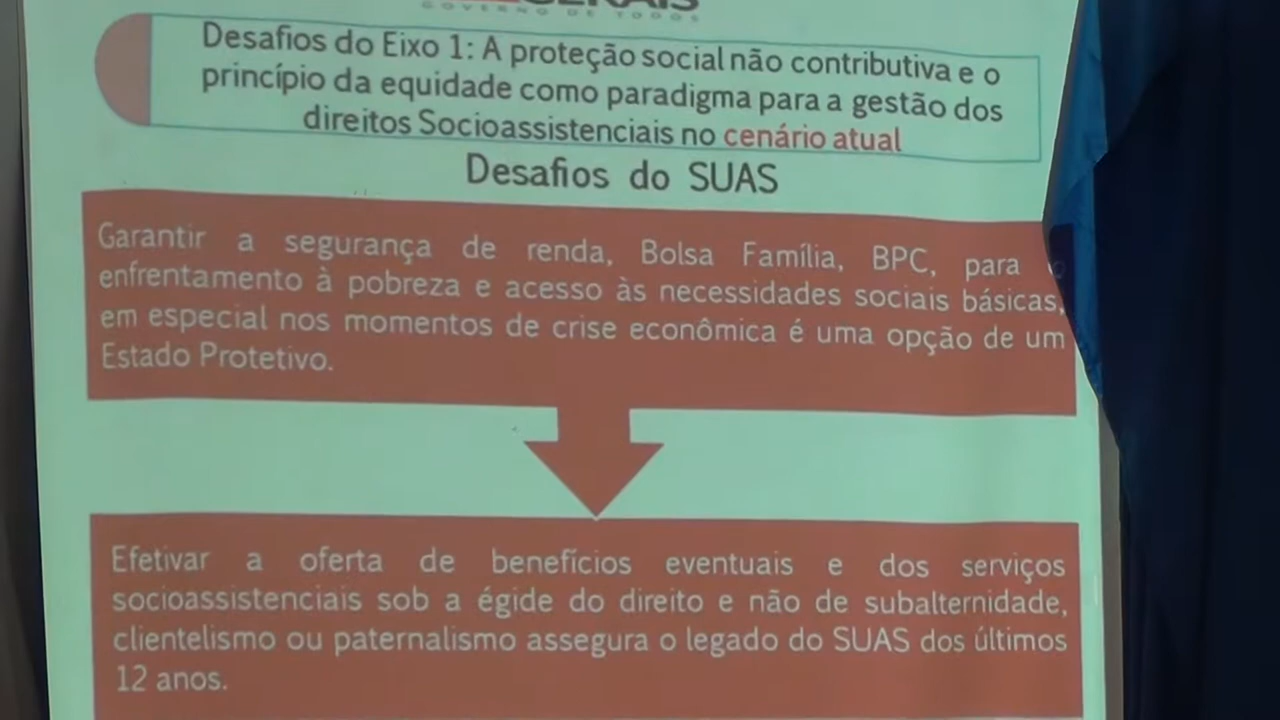 GERAIS
GOVERNO DE TODOS
Desafios do Eixo 1: A proteção social não contributiva e o
princípio da equidade como paradigma para a gestão dos
direitos Socioassistenciais no cenário atual
Desafios do SUAS
Garantir a segurança de renda, Bolsa Família, BPC, para o
enfrentamento à pobreza e acesso às necessidades sociais básicas,
em especial nos momentos de crise econômica é uma opção de um
Estado Protetivo.
Efetivar a oferta de benefícios eventuais e dos serviços
socioassistenciais sob a égide do direito e não de subalternidade,
clientelismo ou paternalismo assegura o legado do SUAS dos últimos
12 anos.